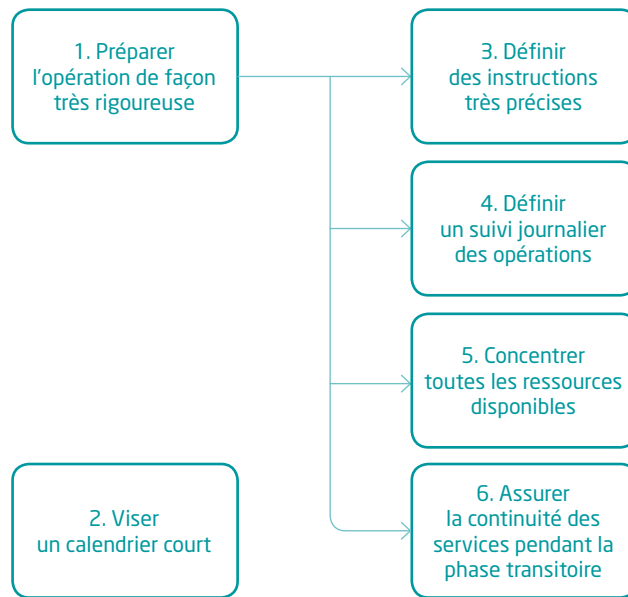 1. Préparer
l'opération de façon
très rigoureuse
2. Viser
un calendrier court
3. Définir
des instructions
très précises
4. Définir
un suivi journalier
des opérations
5. Concentrer
toutes les ressources
disponibles
6. Assurer
la continuité des
services pendant la
phase transitoire